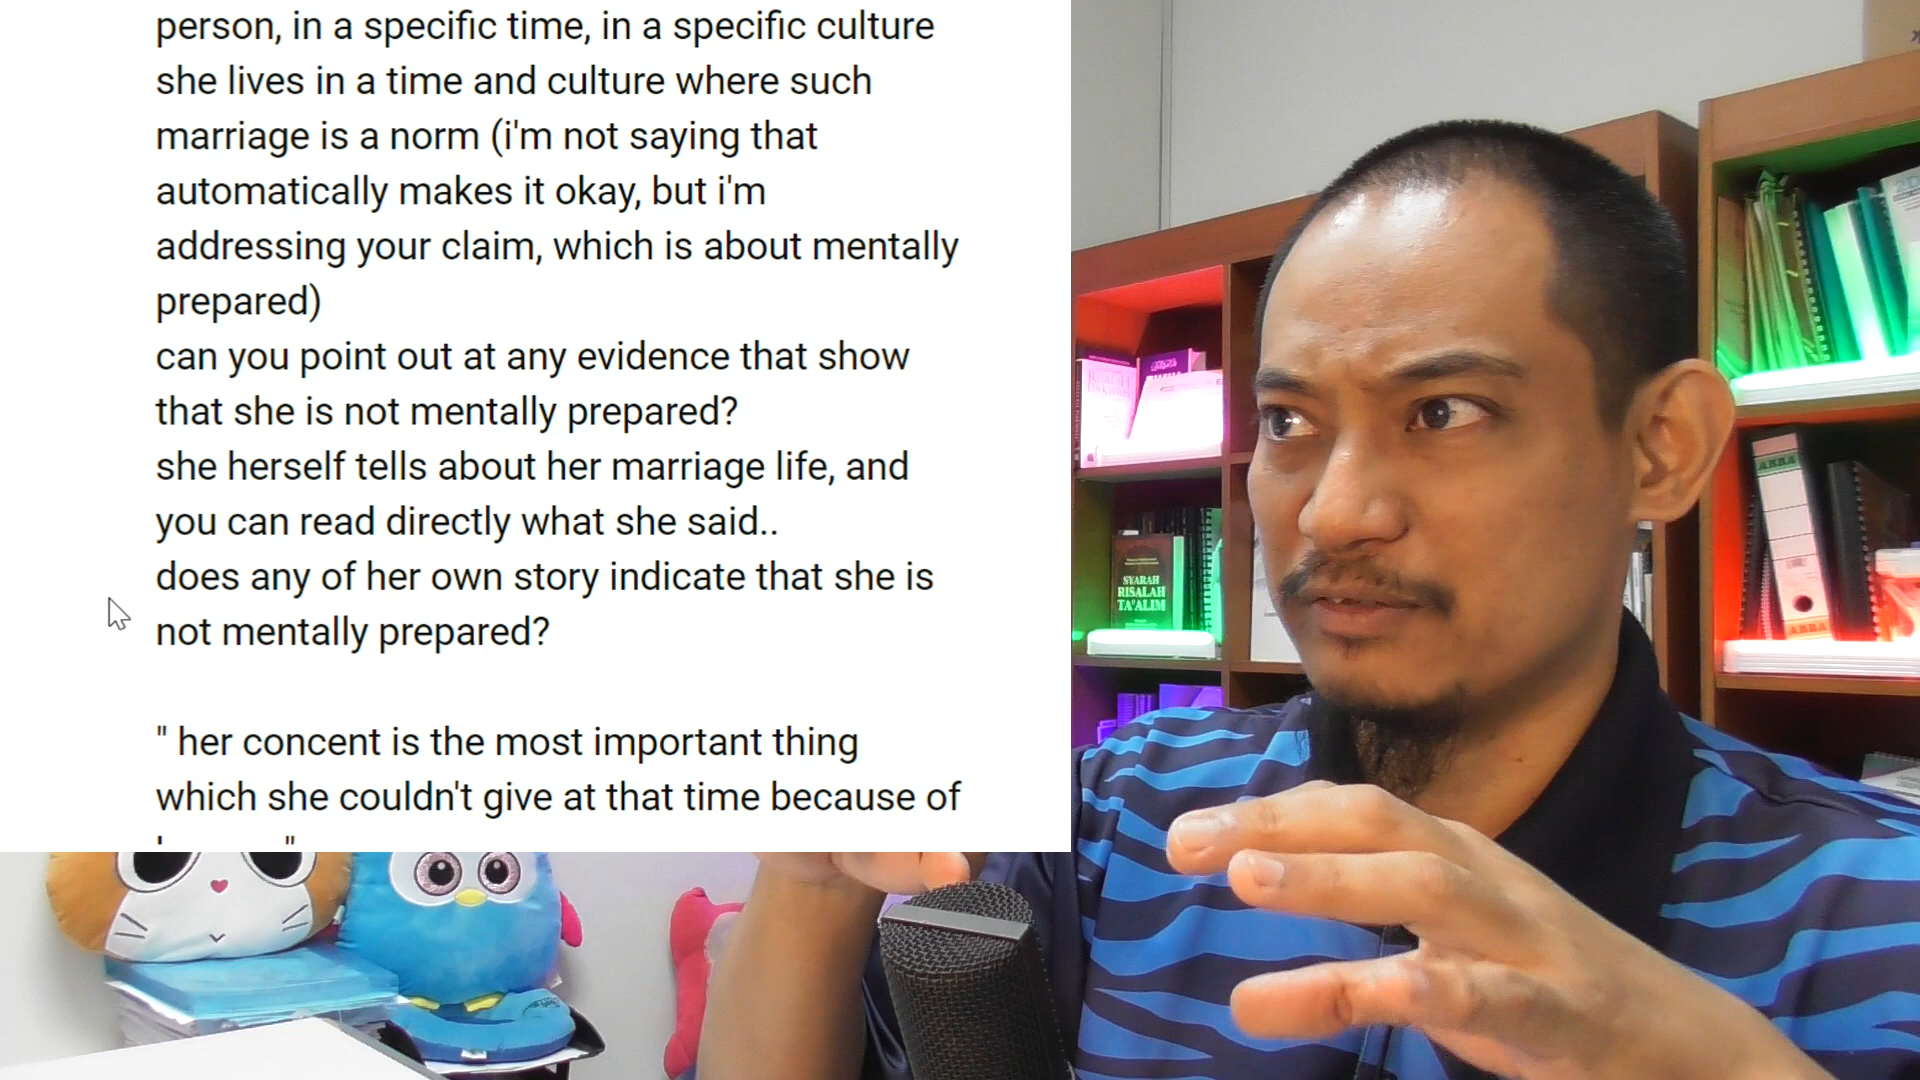 person, in a specific time, in a specific culture
she lives in a time and culture where such
marriage is a norm (i'm not saying that
automatically makes it okay, but i'm
addressing your claim, which is about mentally
prepared)
can you point out at any evidence that show
that she is not mentally prepared?
she herself tells about her marriage life, and
you can read directly what she said..
does any of her own story indicate that she is
not mentally prepared?
" her concent is the most important thing
which she couldn't give at that time because of
RISALAH
SYARAH
RISALAH
TA'ALIM
ABBA
ABBA